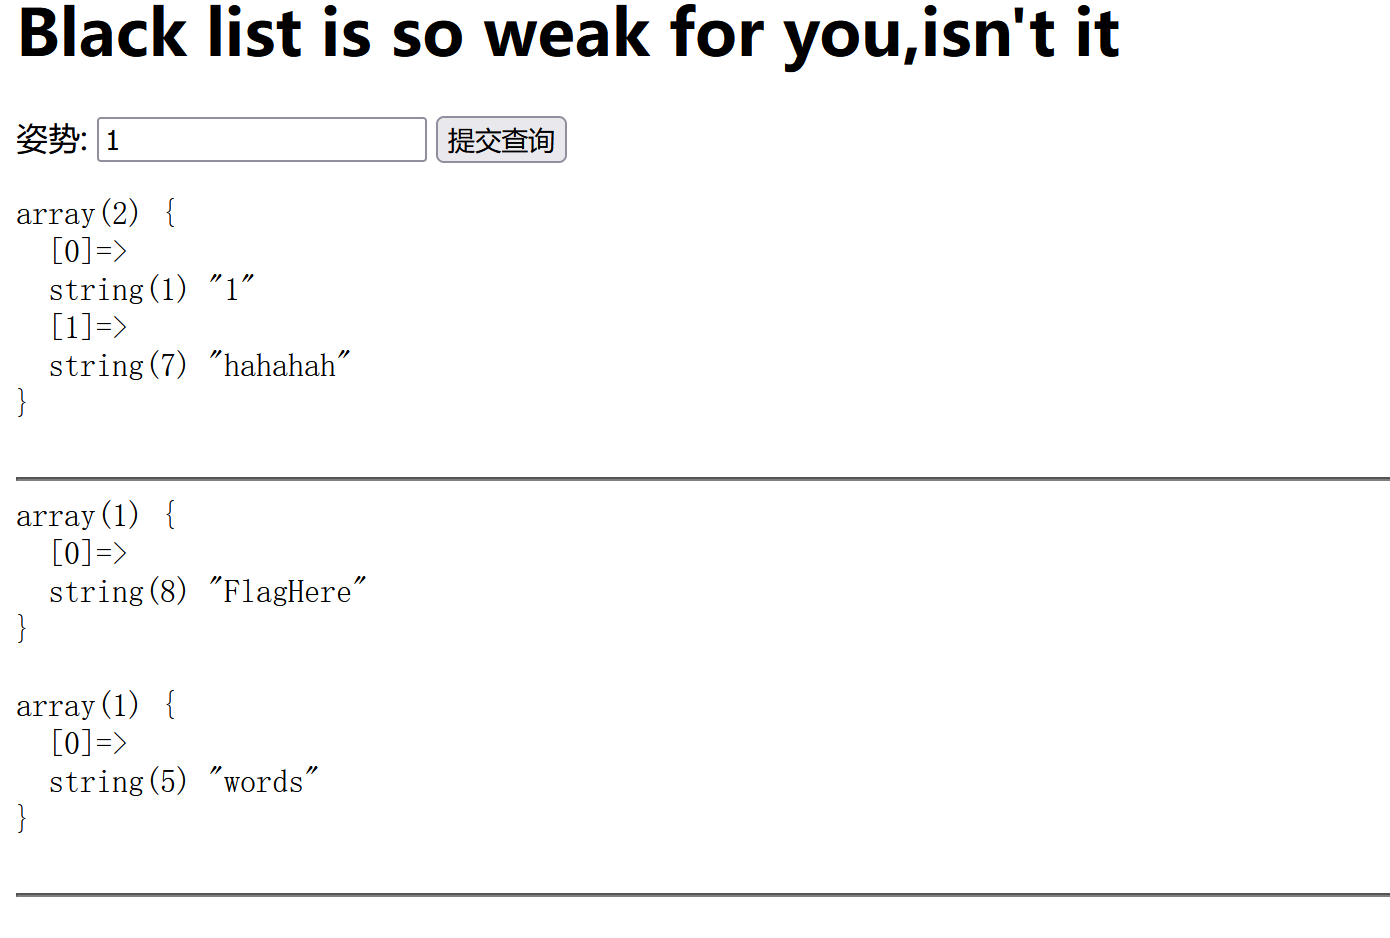 Black list is so weak for you,isn't it
姿势: 1 提交查询
array(2) {
[0]=>
string(1) "1"
[1]=>
string(7) "hahahah"
}
array(1) {
[0]=>
string(8) "FlagHere"
}
array(1) {
[0]=>
string(5) "words"
}